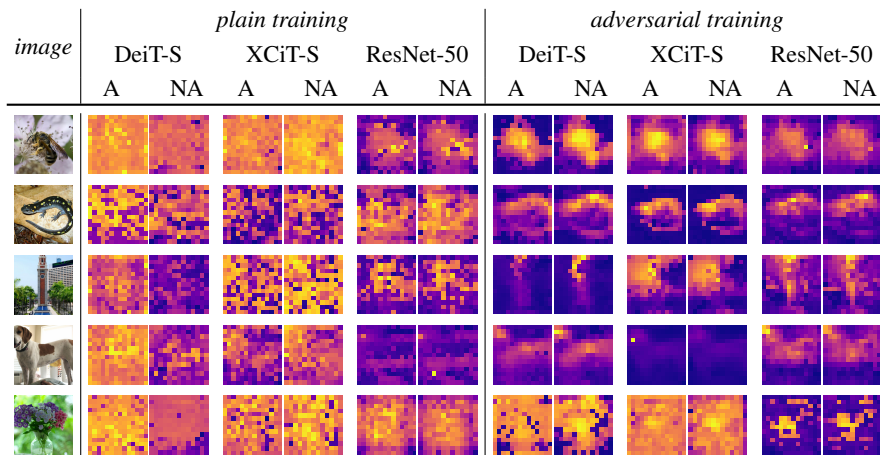 plain training adversarial training
image
DeiT-S XCiT-S ResNet-50 DeiT-S XCiT-S ResNet-50
A NA A NA A NA A NA A NA A NA